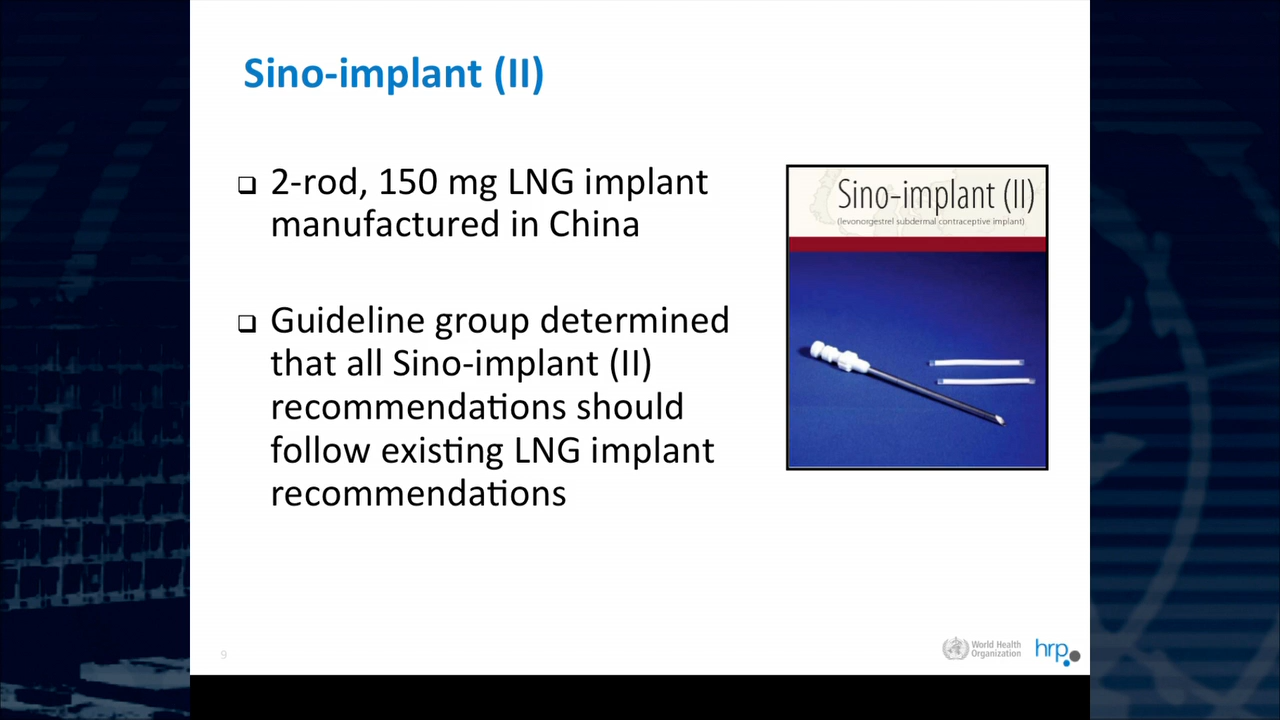 Sino-implant (II)
❑ 2-rod, 150 mg LNG implant
manufactured in China
❑ Guideline group determined
that all Sino-implant (II)
recommendations should
follow existing LNG implant
recommendations
Sino-implant (II)
(levonorgestrel subdermal contraceptive implant)
9
World Health
Organization
hrp